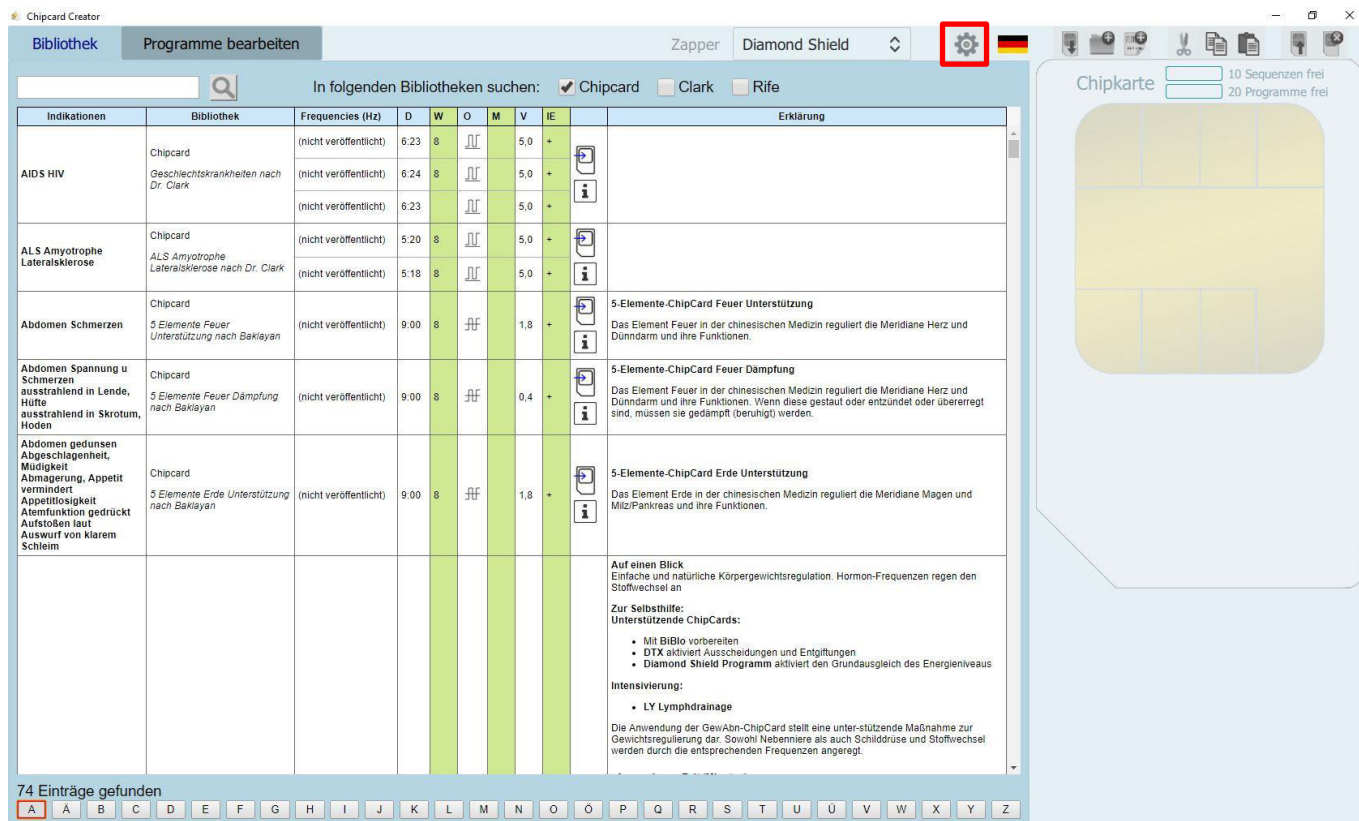 Chipcard Creator
Bibliothek
Programme bearbeiten
Zapper
Diamond Shield
In folgenden Bibliotheken suchen:
Chipcard
Clark
Rife
Chipkarte
10 Sequenzen frei
20 Programme frei
Indikationen Bibliothek Frequencies (Hz) D W O M V IE Erklärung
AIDS HIV
Chipcard
Geschlechtskrankheiten nach
Dr. Clark
(nicht veröffentlicht) 6:23 8 5,0 +
(nicht veröffentlicht) 6:24 8 5,0 +
(nicht veröffentlicht) 6:23 5,0 +
ALS Amyotrophe
Lateralsklerose
Chipcard
ALS Amyotrophe
Lateralsklerose nach Dr. Clark
(nicht veröffentlicht) 5:20 8 5,0 +
(nicht veröffentlicht) 5:18 8 5,0 +
Abdomen Schmerzen
Chipcard
5 Elemente Feuer
Unterstützung nach Baklayan
(nicht veröffentlicht) 9:00 8 1,8 +
5-Elemente-ChipCard Feuer Unterstützung
Das Element Feuer in der chinesischen Medizin reguliert die Meridiane Herz und
Dünndarm und ihre Funktionen.
Abdomen Spannung u
Schmerzen
ausstrahlend in Lende,
Hüfte
ausstrahlend in Skrotum,
Hoden
Chipcard
5 Elemente Feuer Dämpfung
nach Baklayan
(nicht veröffentlicht) 9:00 8 0,4 +
5-Elemente-ChipCard Feuer Dämpfung
Das Element Feuer in der chinesischen Medizin reguliert die Meridiane Herz und
Dünndarm und ihre Funktionen. Wenn diese gestaut oder entzündet oder übererregt
sind, müssen sie gedämpft (beruhigt) werden.
Abdomen gedunsen
Abgeschlagenheit,
Müdigkeit
Abmagerung, Appetit
vermindert
Appetitlosigkeit
Atemfunktion gedrückt
Aufstoßen laut
Auswurf von klarem
Schleim
Chipcard
5 Elemente Erde Unterstützung
nach Baklayan
(nicht veröffentlicht) 9:00 8 1,8 +
5-Elemente-ChipCard Erde Unterstützung
Das Element Erde in der chinesischen Medizin reguliert die Meridiane Magen und
Milz/Pankreas und ihre Funktionen.
Auf einen Blick
Einfache und natürliche Körpergewichtsregulation. Hormon-Frequenzen regen den
Stoffwechsel an
Zur Selbsthilfe:
Unterstützende ChipCards:
• Mit BiBlo vorbereiten
• DTX aktiviert Ausscheidungen und Entgiftungen
• Diamond Shield Programm aktiviert den Grundausgleich des Energieniveaus
Intensivierung:
• LY Lymphdrainage
Die Anwendung der GewAbn-ChipCard stellt eine unter-stützende Maßnahme zur
Gewichtsregulierung dar. Sowohl Nebenniere als auch Schilddrüse und Stoffwechsel
werden durch die entsprechenden Frequenzen angeregt.
74 Einträge gefunden
A Ä B C D E F G H I J K L M N O Ö P Q R S T U Ü V W X Y Z